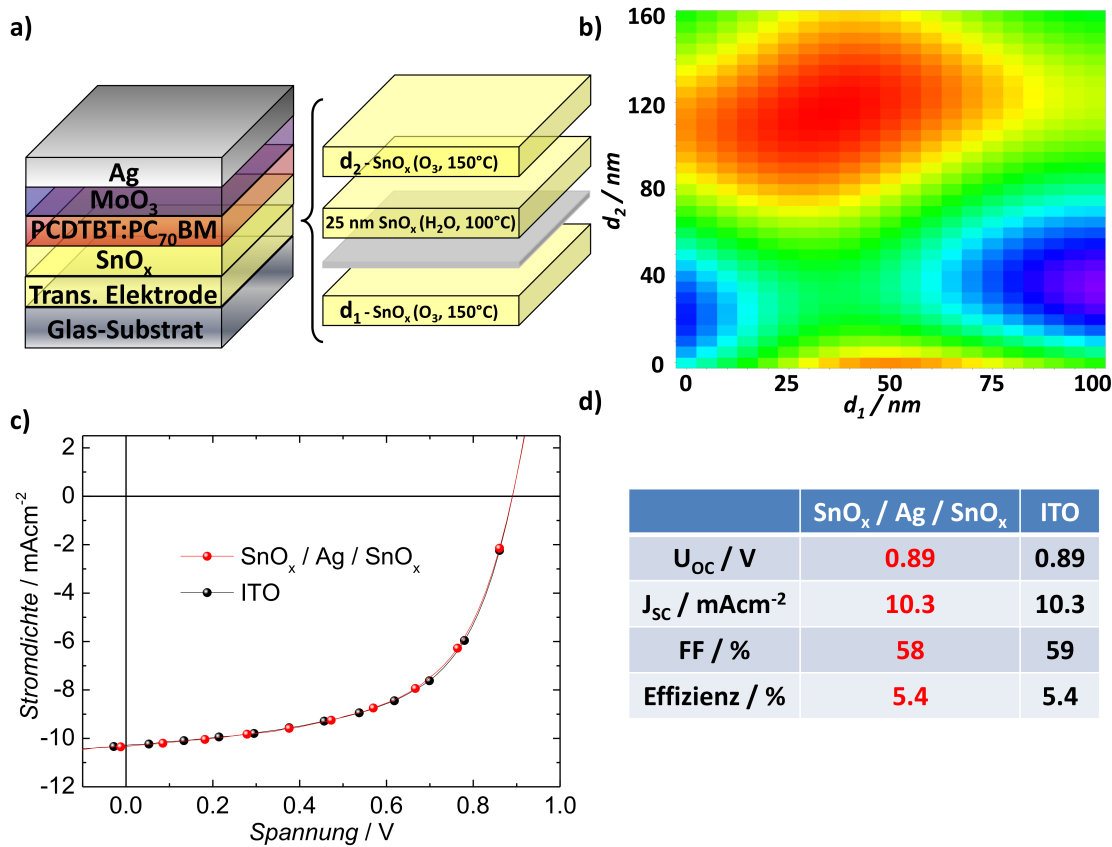 a)
Ag
MoO₃
PCDTBT:PC₇₀BM
SnOₓ
Trans. Elektrode
Glas-Substrat
d₂ - SnOₓ (O₃, 150°C)
25 nm SnOₓ (H₂O, 100°C)
d₁ - SnOₓ (O₃, 150°C)
b)
160
120
80
40
0
d₂ / nm
0 25 50 75 100
d₁ / nm
c)
2
0
-2
-4
-6
-8
-10
-12
Stromdichte / mAcm⁻²
SnOₓ / Ag / SnOₓ
ITO
0.0 0.2 0.4 0.6 0.8 1.0
Spannung / V
d)
SnOₓ / Ag / SnOₓ ITO
U_OC / V 0.89 0.89
J_SC / mAcm⁻² 10.3 10.3
FF / % 58 59
Effizienz / % 5.4 5.4